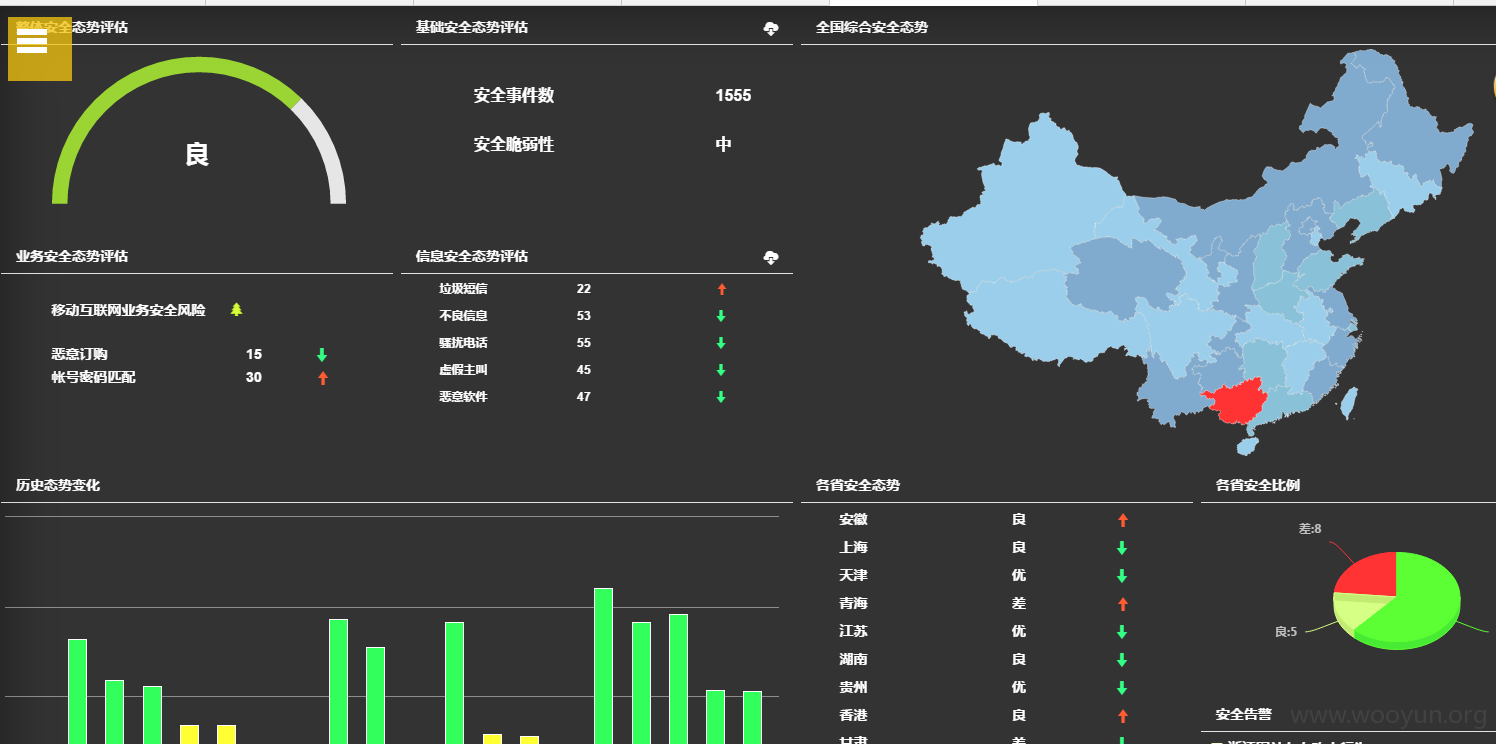 整体安全态势评估
基础安全态势评估
全国综合安全态势
良
安全事件数 1555
安全脆弱性 中
业务安全态势评估
移动互联网业务安全风险
恶意订购 15
帐号密码匹配 30
信息安全态势评估
垃圾短信 22
不良信息 53
骚扰电话 55
虚假主叫 45
恶意软件 47
历史态势变化
各省安全态势
安徽 良
上海 良
天津 优
青海 差
江苏 优
湖南 良
贵州 优
香港 良
甘肃 差
各省安全比例
差:8
良:5
安全告警
www.wooyun.org